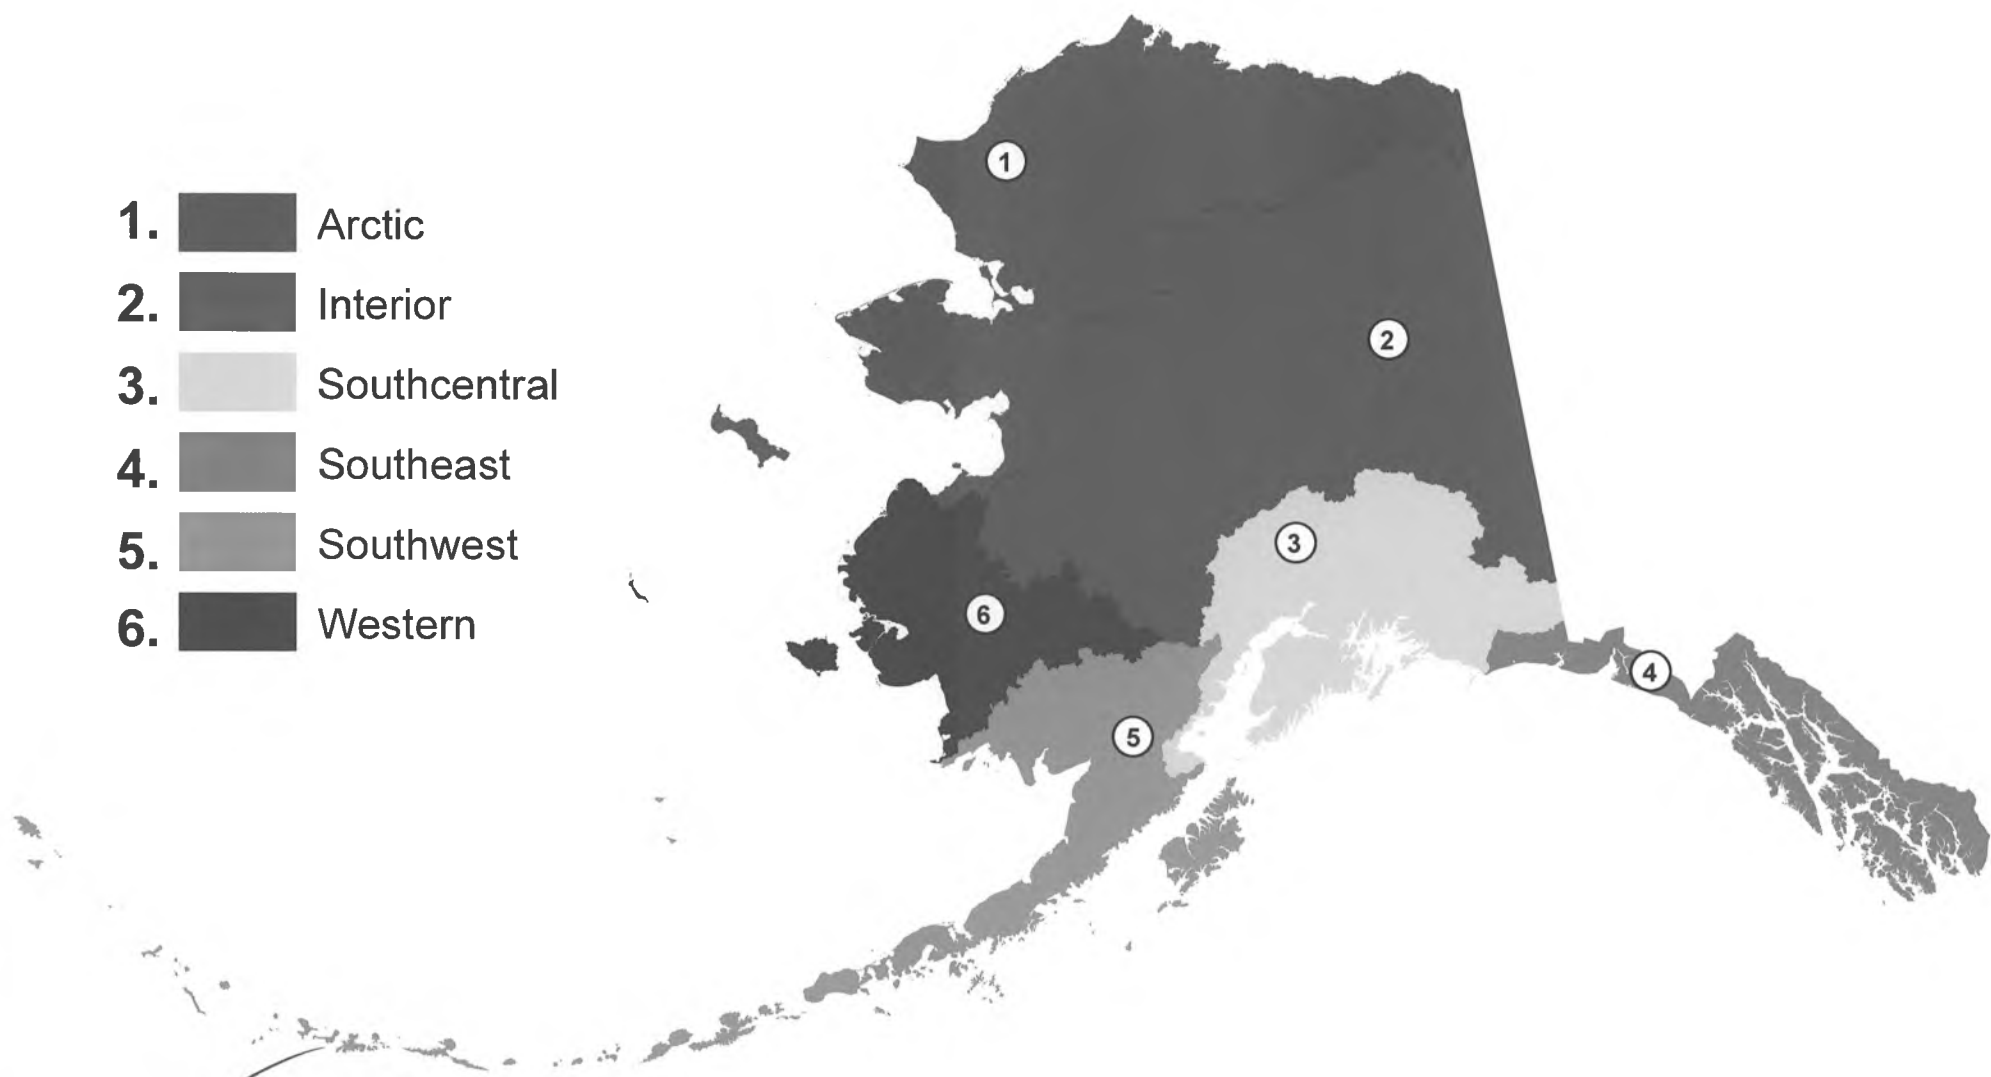 1. Arctic
2. Interior
3. Southcentral
4. Southeast
5. Southwest
6. Western
1
2
3
6
4
5